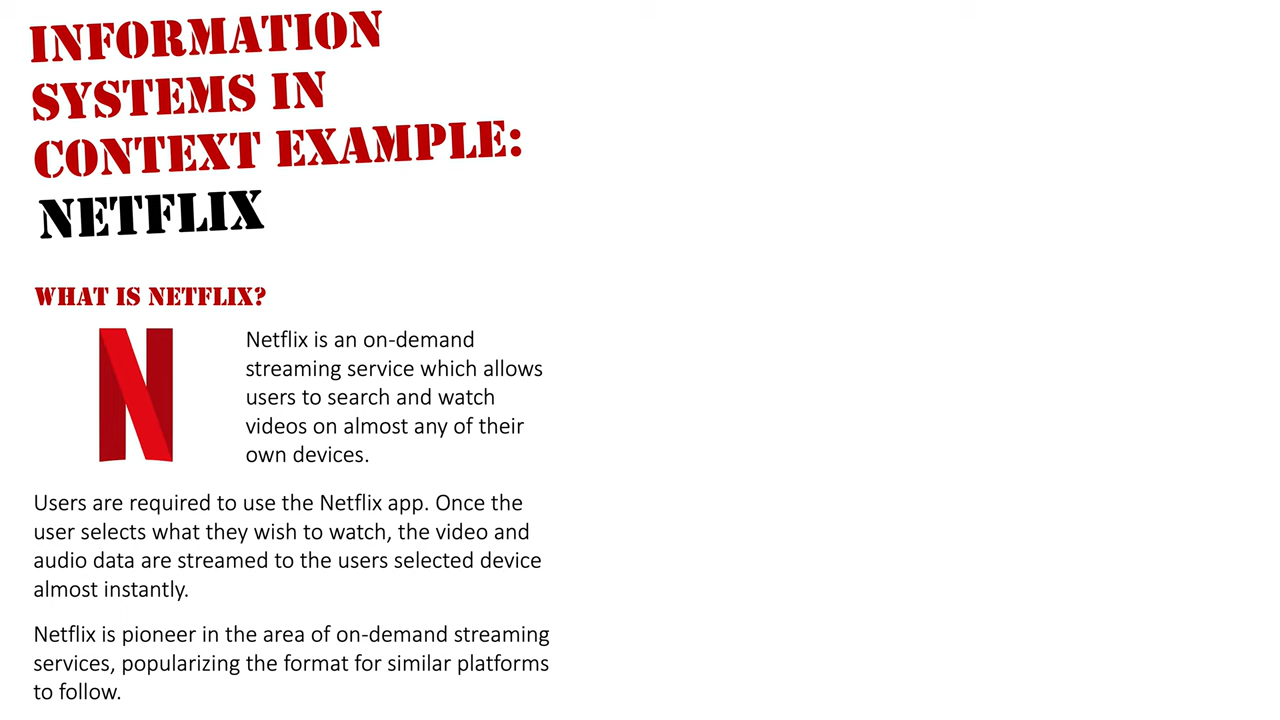 INFORMATION
SYSTEMS IN
CONTEXT EXAMPLE:
NETFLIX
WHAT IS NETFLIX?
N
Netflix is an on-demand
streaming service which allows
users to search and watch
videos on almost any of their
own devices.
Users are required to use the Netflix app. Once the
user selects what they wish to watch, the video and
audio data are streamed to the users selected device
almost instantly.
Netflix is pioneer in the area of on-demand streaming
services, popularizing the format for similar platforms
to follow.